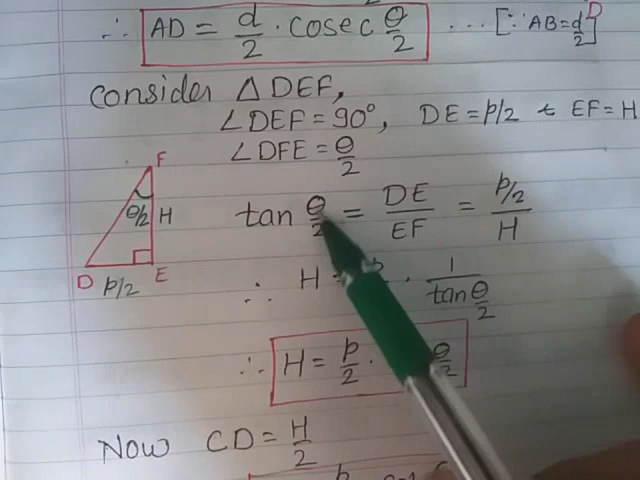 ∴ AD = d/2 · cosec θ/2 ... [∵ AB = d/2]
D
Consider △DEF,
∠DEF = 90°, DE = p/2 & EF = H
∠DFE = θ/2
F
θ/2 H
D p/2 E
tan θ/2 = DE/EF = p/2/H
∴ H = · 1/tan θ/2
∴ H = p/2 · θ/2
Now CD = H/2